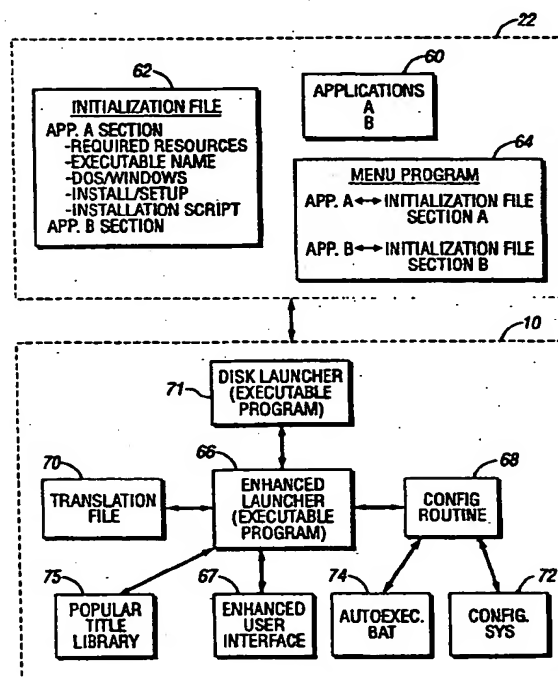 22
62
INITIALIZATION FILE
APP. A SECTION
-REQUIRED RESOURCES
-EXECUTABLE NAME
-DOS/WINDOWS
-INSTALL/SETUP
-INSTALLATION SCRIPT
APP. B SECTION
60
APPLICATIONS
A
B
64
MENU PROGRAM
APP. A↔INITIALIZATION FILE
SECTION A
APP. B↔INITIALIZATION FILE
SECTION B
10
71
DISK LAUNCHER
(EXECUTABLE
PROGRAM)
70
TRANSLATION
FILE
66
ENHANCED
LAUNCHER
(EXECUTABLE
PROGRAM)
68
CONFIG
ROUTINE
75
POPULAR
TITLE
LIBRARY
67
ENHANCED
USER
INTERFACE
74
AUTOEXEC.
BAT
72
CONFIG.
SYS